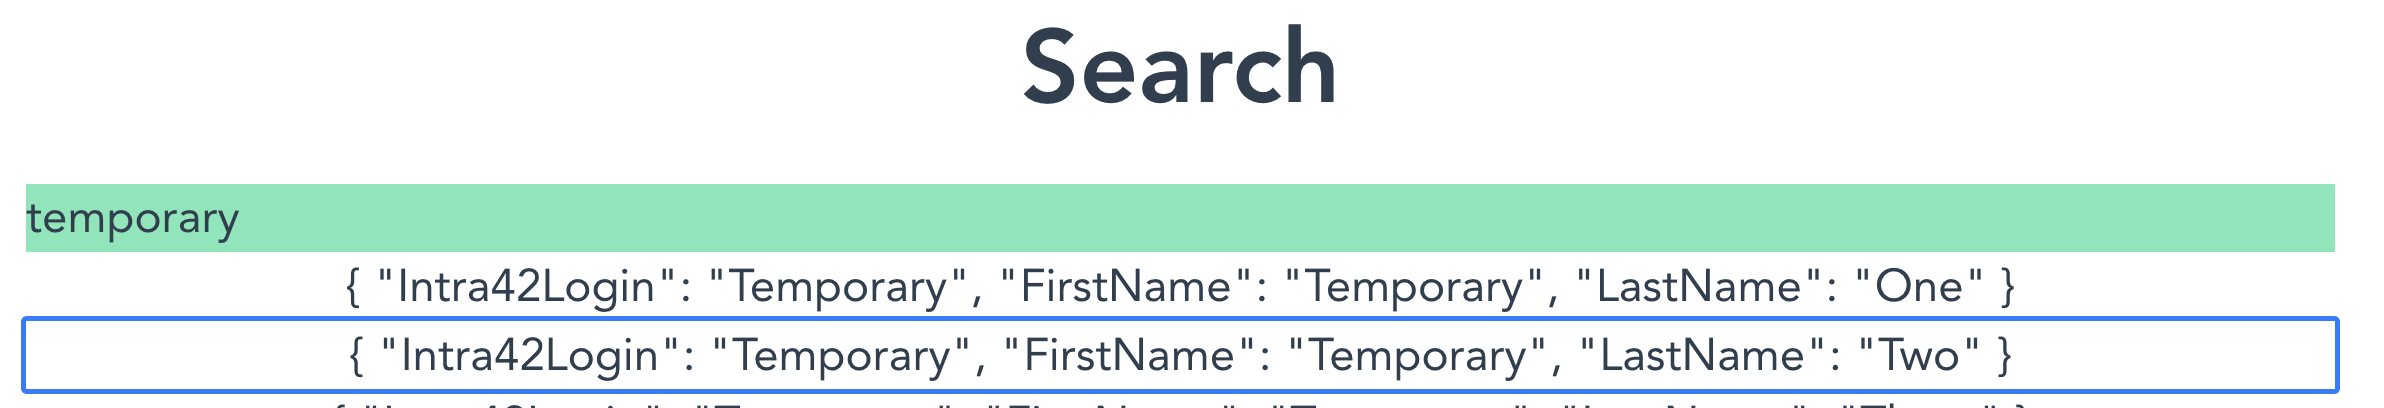 Search
temporary
{ "Intra42Login": "Temporary", "FirstName": "Temporary", "LastName": "One" }
{ "Intra42Login": "Temporary", "FirstName": "Temporary", "LastName": "Two" }